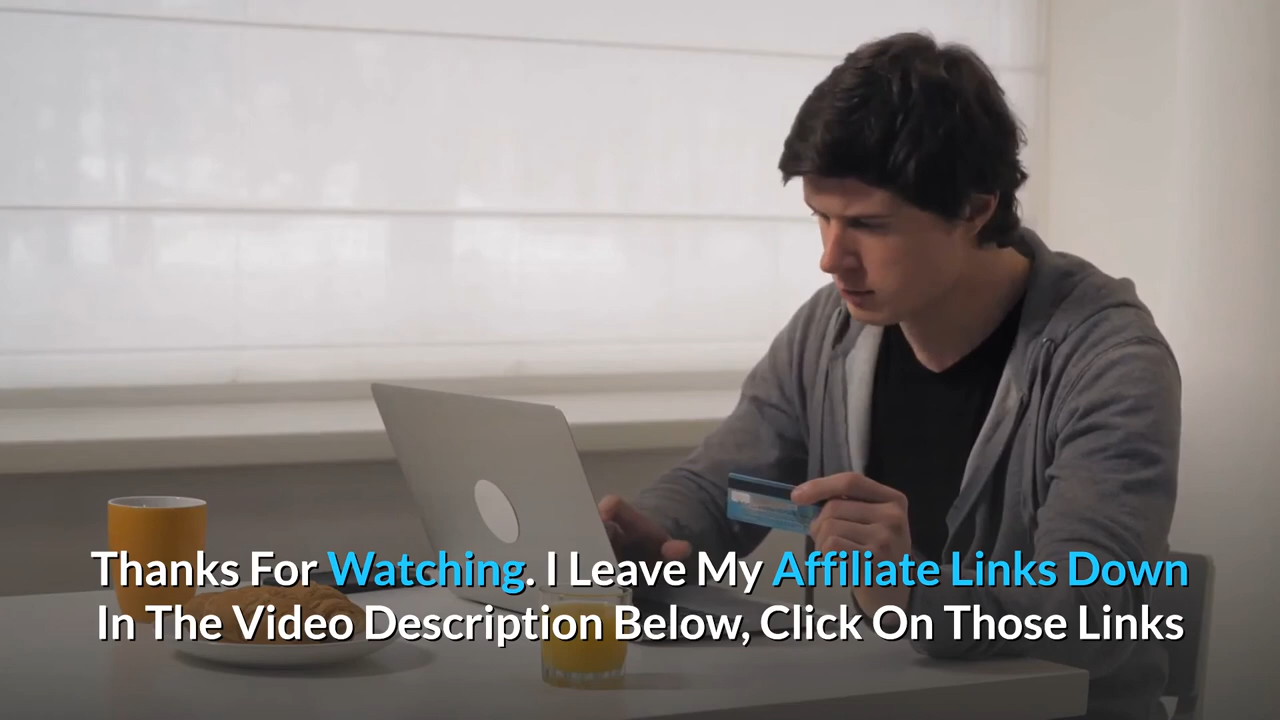 Thanks For Watching. I Leave My Affiliate Links Down
In The Video Description Below, Click On Those Links